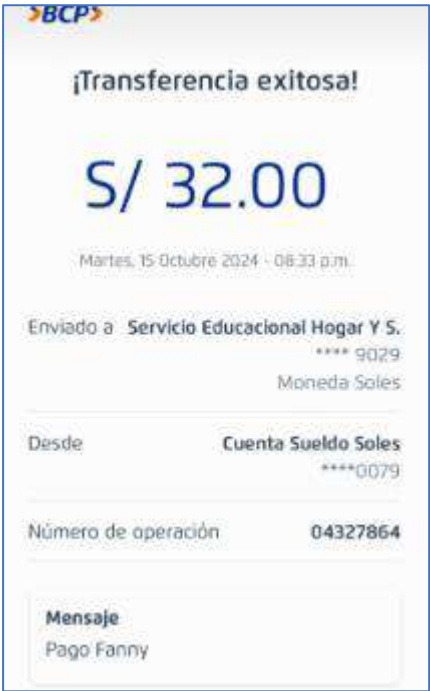 BCP
¡Transferencia exitosa!
S/ 32.00
Martes, 15 Octubre 2024 - 08:33 p.m.
Enviado a Servicio Educacional Hogar Y S.
**** 9029
Moneda Soles
Desde Cuenta Sueldo Soles
****0079
Número de operación 04327864
Mensaje
Pago Fanny